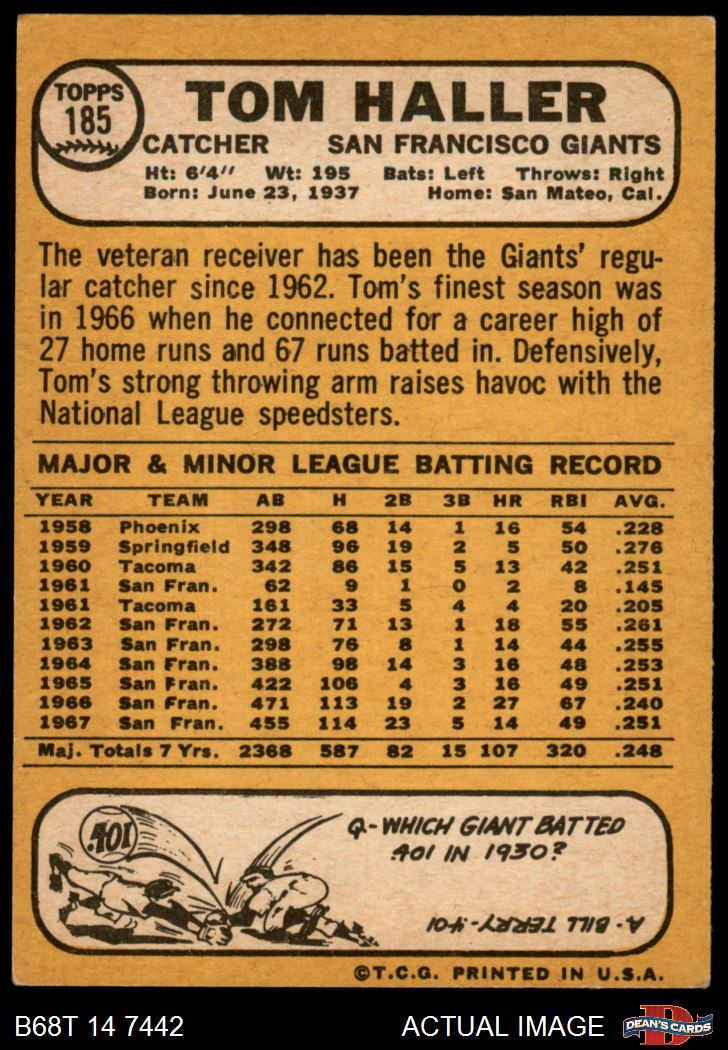 TOPPS
185
TOM HALLER
CATCHER SAN FRANCISCO GIANTS
Ht: 6'4" Wt: 195 Bats: Left Throws: Right
Born: June 23, 1937 Home: San Mateo, Cal.
The veteran receiver has been the Giants' regu-
lar catcher since 1962. Tom's finest season was
in 1966 when he connected for a career high of
27 home runs and 67 runs batted in. Defensively,
Tom's strong throwing arm raises havoc with the
National League speedsters.
MAJOR & MINOR LEAGUE BATTING RECORD
YEAR TEAM AB H 2B 3B HR RBI AVG.
1958 Phoenix 298 68 14 1 16 54 .228
1959 Springfield 348 96 19 2 5 50 .276
1960 Tacoma 342 86 15 5 13 42 .251
1961 San Fran. 62 9 1 0 2 8 .145
1961 Tacoma 161 33 5 4 4 20 .205
1962 San Fran. 272 71 13 1 18 55 .261
1963 San Fran. 298 76 8 1 14 44 .255
1964 San Fran. 388 98 14 3 16 48 .253
1965 San Fran. 422 106 4 3 16 49 .251
1966 San Fran. 471 113 19 2 27 67 .240
1967 San Fran. 455 114 23 5 14 49 .251
Maj. Totals 7 Yrs. 2368 587 82 15 107 320 .248
.401
Q-WHICH GIANT BATTED
.401 IN 1930?
A-BILL TERRY-.401
©T.C.G. PRINTED IN U.S.A.
B68T 14 7442 ACTUAL IMAGE
D
DEAN'S CARDS